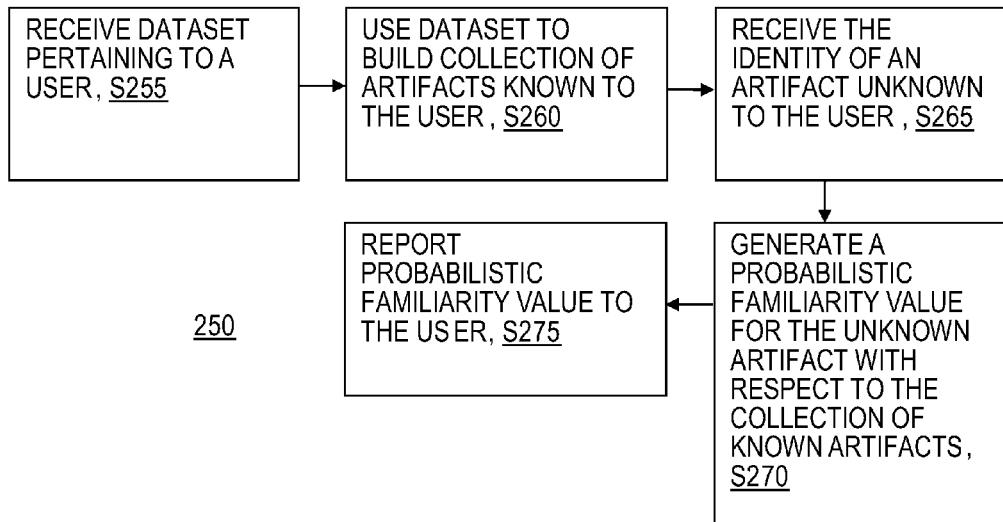 RECEIVE DATASET
PERTAINING TO A
USER, S255
USE DATASET TO
BUILD COLLECTION OF
ARTIFACTS KNOWN TO
THE USER , S260
RECEIVE THE
IDENTITY OF AN
ARTIFACT UNKNOWN
TO THE USER , S265
GENERATE A
PROBABILISTIC
FAMILIARITY VALUE
FOR THE UNKNOWN
ARTIFACT WITH
RESPECT TO THE
COLLECTION OF
KNOWN ARTIFACTS ,
S270
REPORT
PROBABILISTIC
FAMILIARITY VALUE TO
THE USER, S275
250